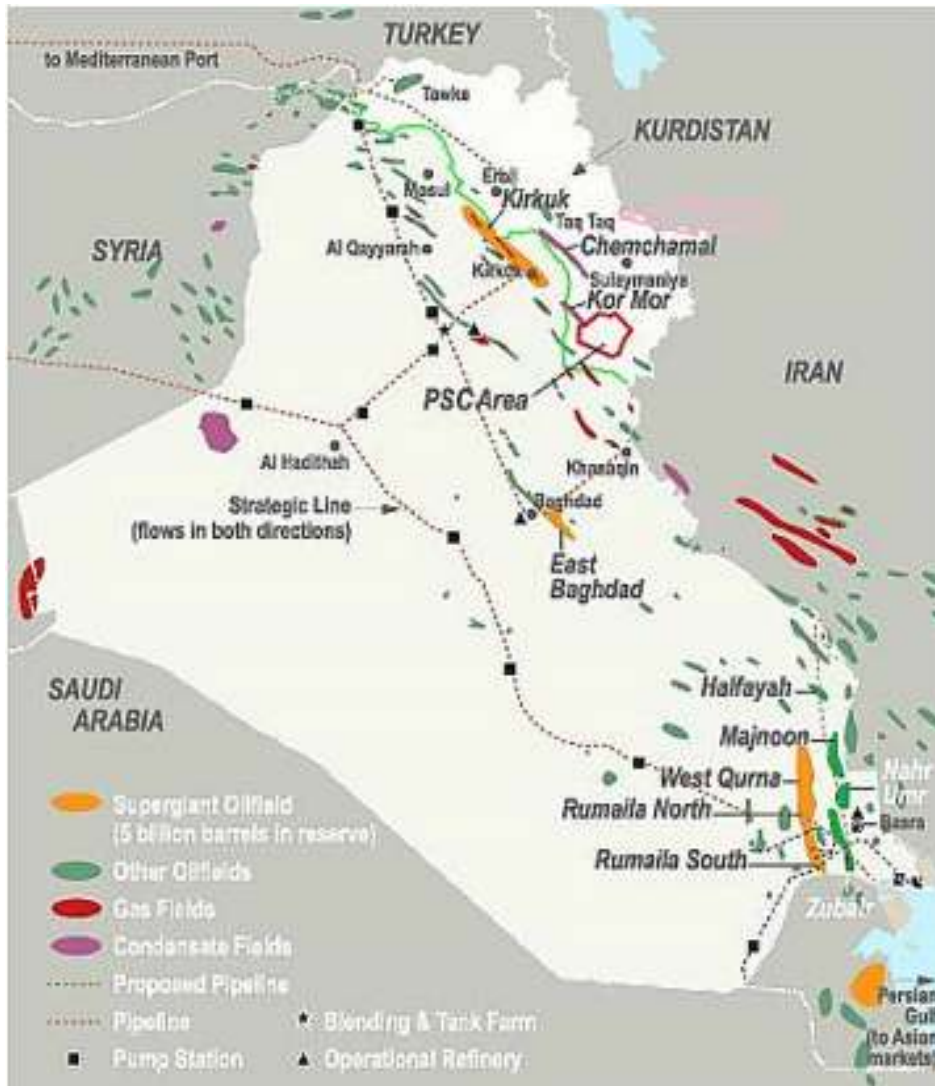 TURKEY
to Mediterranean Port
Tawke
KURDISTAN
Mosul
Erbil
Kirkuk
Taq Taq
Chemchamal
SYRIA
Al Qayyarah
Kirkuk
Sulaymaniya
Kor Mor
IRAN
PSC Area
Al Hadithah
Khanaqin
Strategic Line
(flows in both directions)
Baghdad
East
Baghdad
SAUDI
ARABIA
Halfayah
Majnoon
West Qurna
Nahr
Umr
Rumaila North
Basra
Rumaila South
Zubair
Supergiant Oilfield
(5 billion barrels in reserve)
Other Oilfields
Gas Fields
Condensate Fields
Proposed Pipeline
Pipeline
Blending & Tank Farm
Pump Station
Operational Refinery
Persian
Gulf
(to Asian
markets)